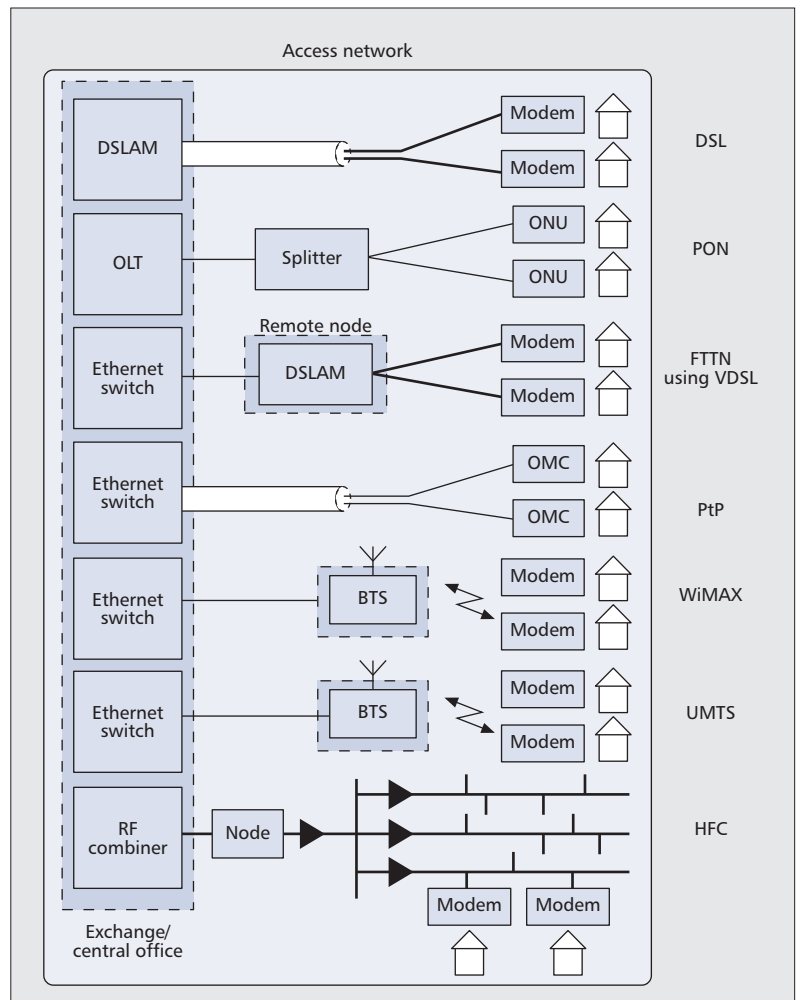 Access network
DSLAM
Modem
Modem
DSL
OLT
Splitter
ONU
ONU
PON
Ethernet
switch
Remote node
DSLAM
Modem
Modem
FTTN
using VDSL
Ethernet
switch
OMC
OMC
PtP
Ethernet
switch
BTS
Modem
Modem
WiMAX
Ethernet
switch
BTS
Modem
Modem
UMTS
RF
combiner
Node
HFC
Modem
Modem
Exchange/
central office